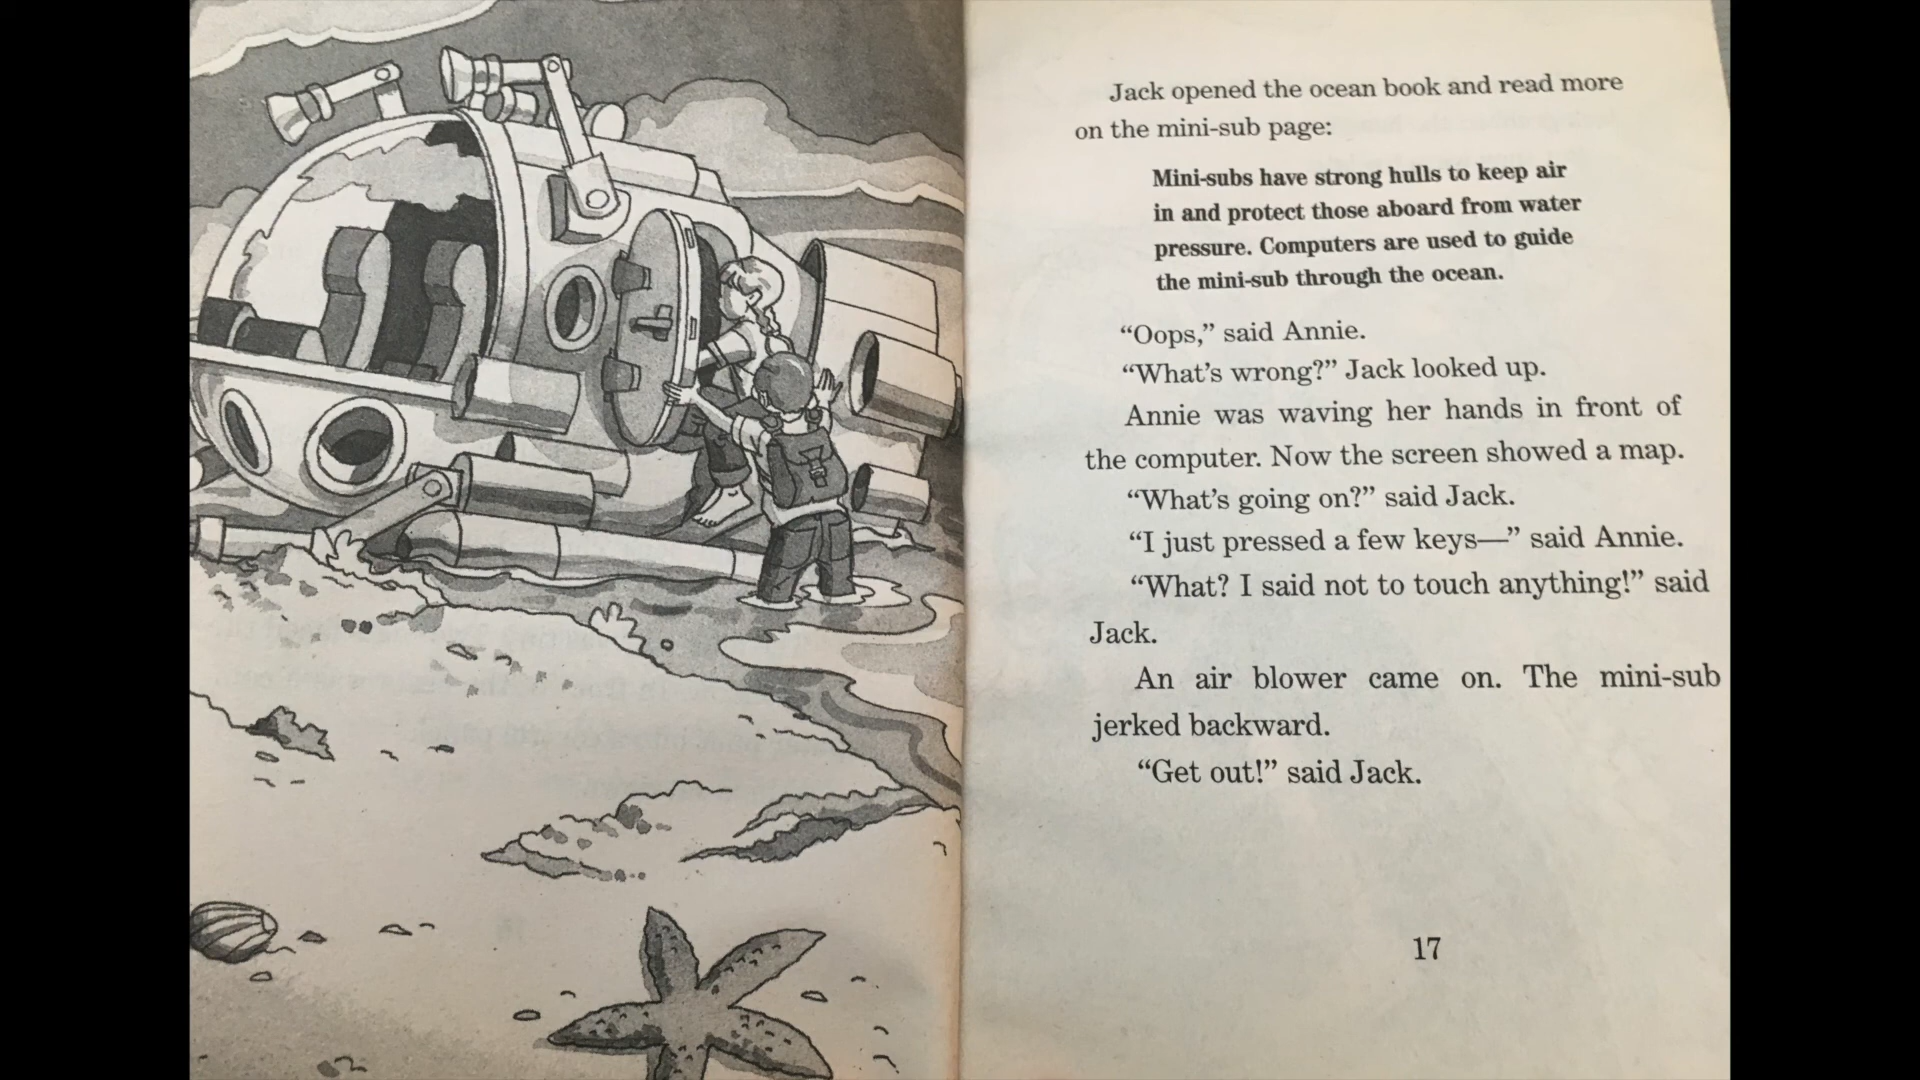 Jack opened the ocean book and read more
on the mini-sub page:
Mini-subs have strong hulls to keep air
in and protect those aboard from water
pressure. Computers are used to guide
the mini-sub through the ocean.
“Oops,” said Annie.
“What’s wrong?” Jack looked up.
Annie was waving her hands in front of
the computer. Now the screen showed a map.
“What’s going on?” said Jack.
“I just pressed a few keys—” said Annie.
“What? I said not to touch anything!” said
Jack.
An air blower came on. The mini-sub
jerked backward.
“Get out!” said Jack.
17